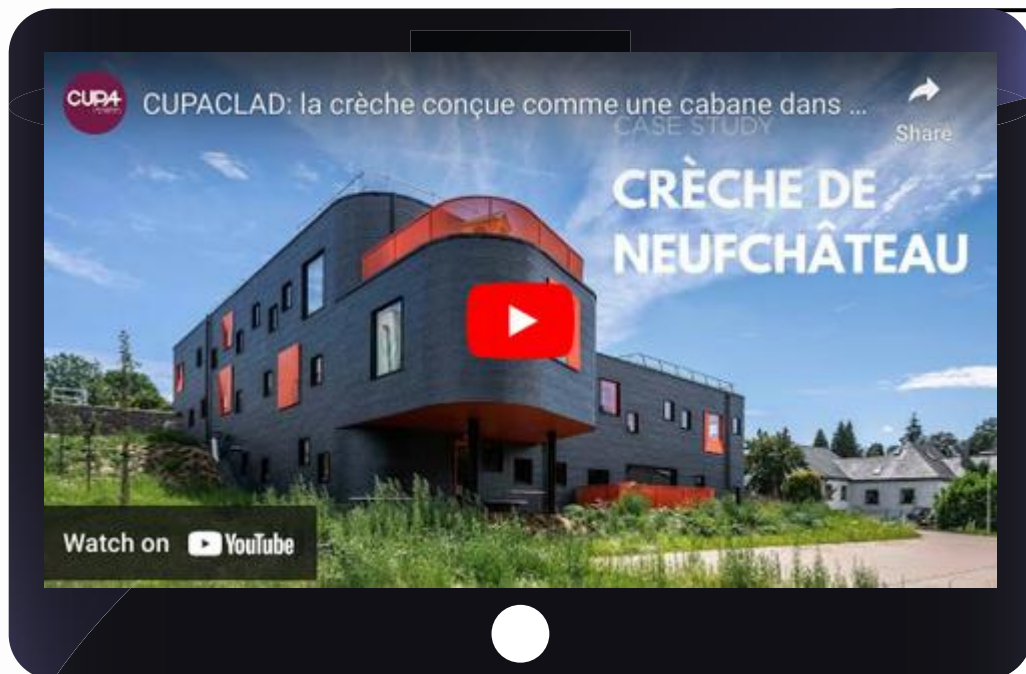 CUPA
CUPACLAD: la crèche conçue comme une cabane dans ...
Share
CASE STUDY
CRÈCHE DE
NEUFCHÂTEAU
Watch on YouTube